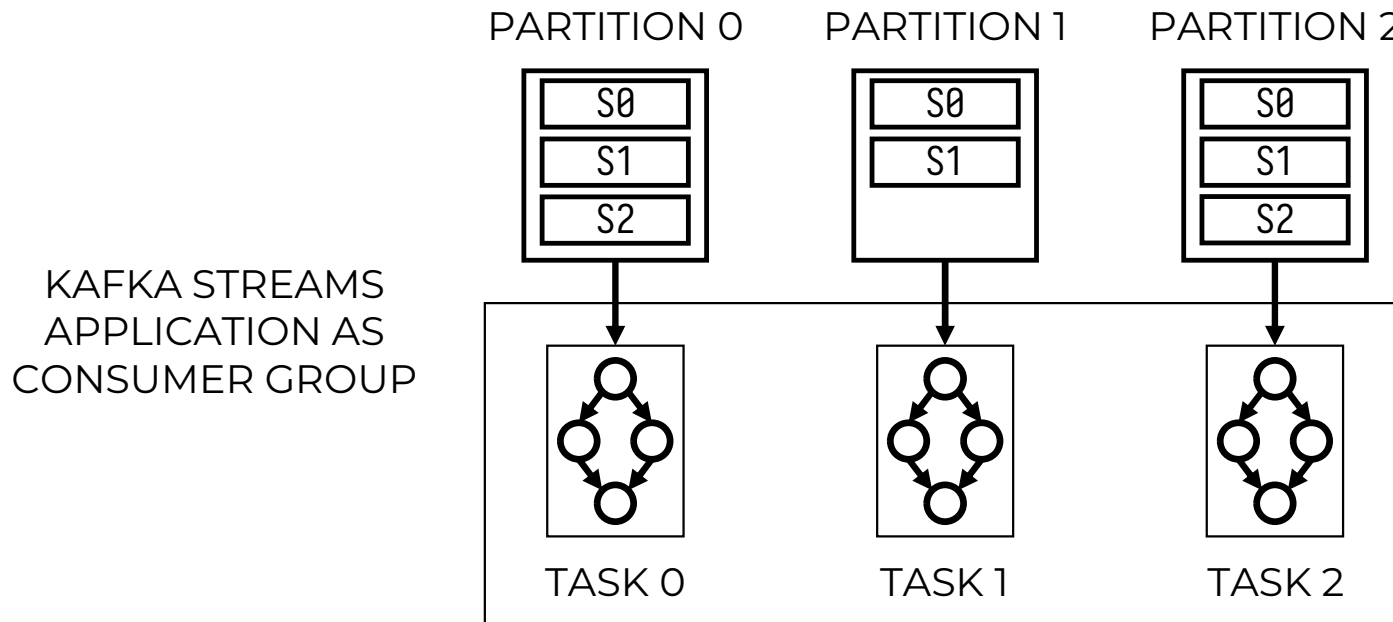 PARTITION 0 PARTITION 1 PARTITION 2
S0 S0 S0
S1 S1 S1
S2 S2
KAFKA STREAMS
APPLICATION AS
CONSUMER GROUP
TASK 0 TASK 1 TASK 2